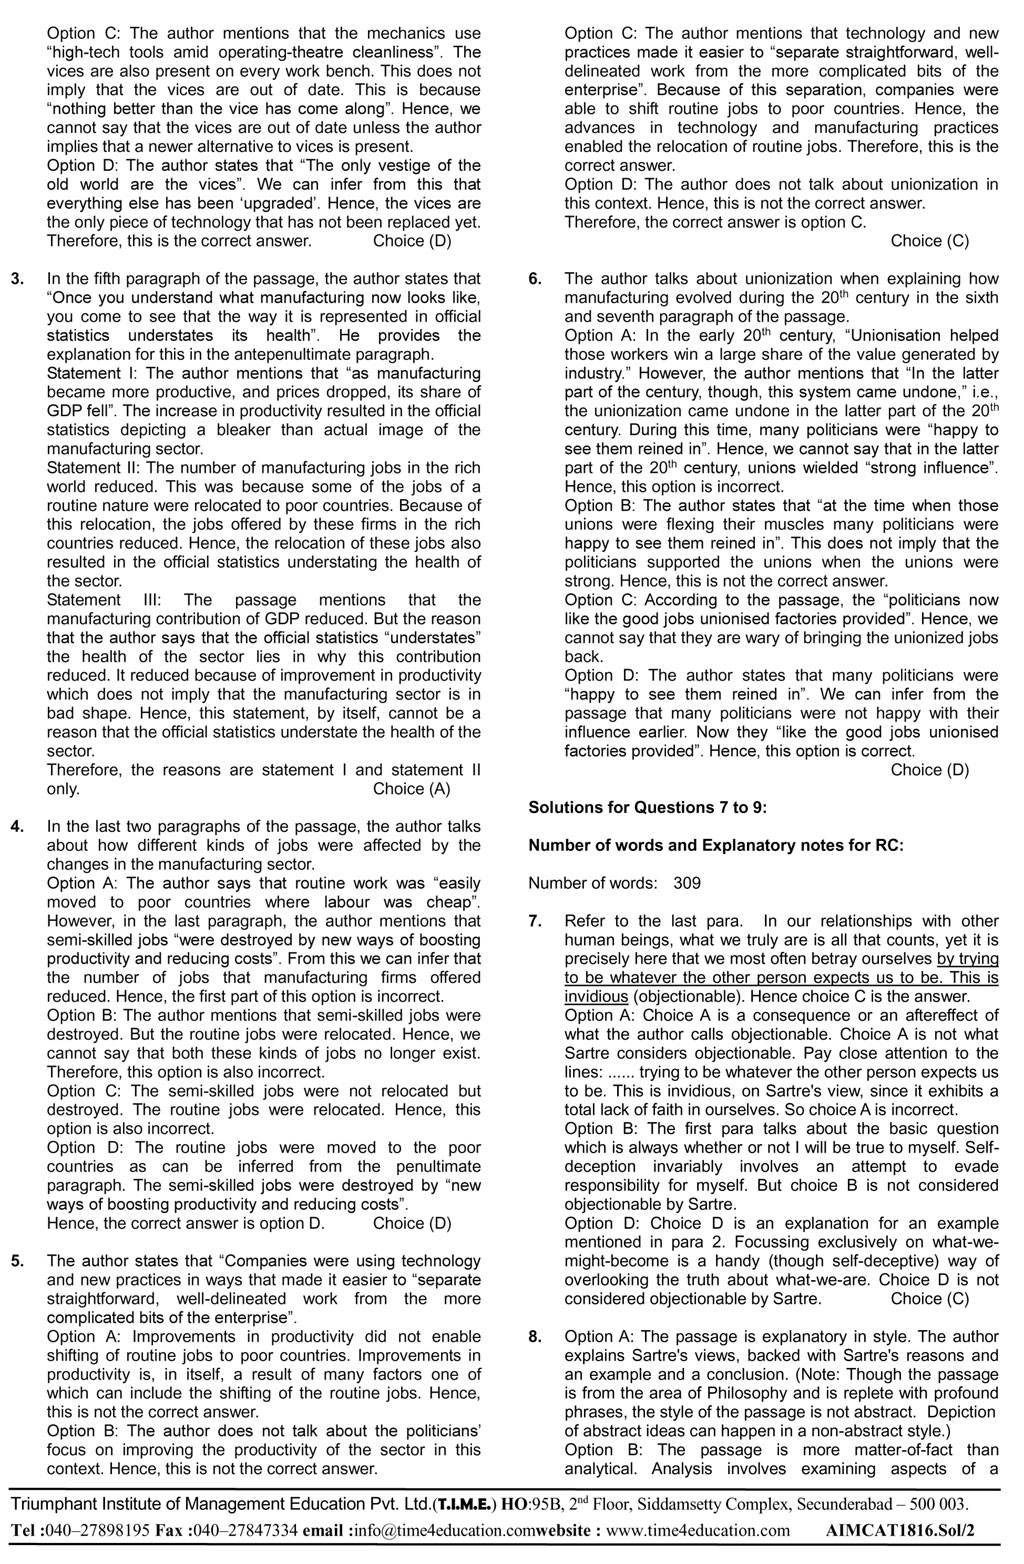 Option C: The author mentions that the mechanics use
“high-tech tools amid operating-theatre cleanliness”. The
vices are also present on every work bench. This does not
imply that the vices are out of date. This is because
“nothing better than the vice has come along”. Hence, we
cannot say that the vices are out of date unless the author
implies that a newer alternative to vices is present.
Option D: The author states that “The only vestige of the
old world are the vices”. We can infer from this that
everything else has been ‘upgraded’. Hence, the vices are
the only piece of technology that has not been replaced yet.
Therefore, this is the correct answer. Choice (D)
3. In the fifth paragraph of the passage, the author states that
“Once you understand what manufacturing now looks like,
you come to see that the way it is represented in official
statistics understates its health”. He provides the
explanation for this in the antepenultimate paragraph.
Statement I: The author mentions that “as manufacturing
became more productive, and prices dropped, its share of
GDP fell”. The increase in productivity resulted in the official
statistics depicting a bleaker than actual image of the
manufacturing sector.
Statement II: The number of manufacturing jobs in the rich
world reduced. This was because some of the jobs of a
routine nature were relocated to poor countries. Because of
this relocation, the jobs offered by these firms in the rich
countries reduced. Hence, the relocation of these jobs also
resulted in the official statistics understating the health of
the sector.
Statement III: The passage mentions that the
manufacturing contribution of GDP reduced. But the reason
that the author says that the official statistics “understates”
the health of the sector lies in why this contribution
reduced. It reduced because of improvement in productivity
which does not imply that the manufacturing sector is in
bad shape. Hence, this statement, by itself, cannot be a
reason that the official statistics understate the health of the
sector.
Therefore, the reasons are statement I and statement II
only. Choice (A)
4. In the last two paragraphs of the passage, the author talks
about how different kinds of jobs were affected by the
changes in the manufacturing sector.
Option A: The author says that routine work was “easily
moved to poor countries where labour was cheap”.
However, in the last paragraph, the author mentions that
semi-skilled jobs “were destroyed by new ways of boosting
productivity and reducing costs”. From this we can infer that
the number of jobs that manufacturing firms offered
reduced. Hence, the first part of this option is incorrect.
Option B: The author mentions that semi-skilled jobs were
destroyed. But the routine jobs were relocated. Hence, we
cannot say that both these kinds of jobs no longer exist.
Therefore, this option is also incorrect.
Option C: The semi-skilled jobs were not relocated but
destroyed. The routine jobs were relocated. Hence, this
option is also incorrect.
Option D: The routine jobs were moved to the poor
countries as can be inferred from the penultimate
paragraph. The semi-skilled jobs were destroyed by “new
ways of boosting productivity and reducing costs”.
Hence, the correct answer is option D. Choice (D)
5. The author states that “Companies were using technology
and new practices in ways that made it easier to “separate
straightforward, well-delineated work from the more
complicated bits of the enterprise”.
Option A: Improvements in productivity did not enable
shifting of routine jobs to poor countries. Improvements in
productivity is, in itself, a result of many factors one of
which can include the shifting of the routine jobs. Hence,
this is not the correct answer.
Option B: The author does not talk about the politicians’
focus on improving the productivity of the sector in this
context. Hence, this is not the correct answer.
Option C: The author mentions that technology and new
practices made it easier to “separate straightforward, well-
delineated work from the more complicated bits of the
enterprise”. Because of this separation, companies were
able to shift routine jobs to poor countries. Hence, the
advances in technology and manufacturing practices
enabled the relocation of routine jobs. Therefore, this is the
correct answer.
Option D: The author does not talk about unionization in
this context. Hence, this is not the correct answer.
Therefore, the correct answer is option C.
Choice (C)
6. The author talks about unionization when explaining how
manufacturing evolved during the 20th century in the sixth
and seventh paragraph of the passage.
Option A: In the early 20th century, “Unionisation helped
those workers win a large share of the value generated by
industry.” However, the author mentions that “In the latter
part of the century, though, this system came undone,” i.e.,
the unionization came undone in the latter part of the 20th
century. During this time, many politicians were “happy to
see them reined in”. Hence, we cannot say that in the latter
part of the 20th century, unions wielded “strong influence”.
Hence, this option is incorrect.
Option B: The author states that “at the time when those
unions were flexing their muscles many politicians were
happy to see them reined in”. This does not imply that the
politicians supported the unions when the unions were
strong. Hence, this is not the correct answer.
Option C: According to the passage, the “politicians now
like the good jobs unionised factories provided”. Hence, we
cannot say that they are wary of bringing the unionized jobs
back.
Option D: The author states that many politicians were
“happy to see them reined in”. We can infer from the
passage that many politicians were not happy with their
influence earlier. Now they “like the good jobs unionised
factories provided”. Hence, this option is correct.
Choice (D)
Solutions for Questions 7 to 9:
Number of words and Explanatory notes for RC:
Number of words: 309
7. Refer to the last para. In our relationships with other
human beings, what we truly are is all that counts, yet it is
precisely here that we most often betray ourselves by trying
to be whatever the other person expects us to be. This is
invidious (objectionable). Hence choice C is the answer.
Option A: Choice A is a consequence or an aftereffect of
what the author calls objectionable. Choice A is not what
Sartre considers objectionable. Pay close attention to the
lines: ...... trying to be whatever the other person expects us
to be. This is invidious, on Sartre's view, since it exhibits a
total lack of faith in ourselves. So choice A is incorrect.
Option B: The first para talks about the basic question
which is always whether or not I will be true to myself. Self-
deception invariably involves an attempt to evade
responsibility for myself. But choice B is not considered
objectionable by Sartre.
Option D: Choice D is an explanation for an example
mentioned in para 2. Focussing exclusively on what-we-
might-become is a handy (though self-deceptive) way of
overlooking the truth about what-we-are. Choice D is not
considered objectionable by Sartre. Choice (C)
8. Option A: The passage is explanatory in style. The author
explains Sartre's views, backed with Sartre's reasons and
an example and a conclusion. (Note: Though the passage
is from the area of Philosophy and is replete with profound
phrases, the style of the passage is not abstract. Depiction
of abstract ideas can happen in a non-abstract style.)
Option B: The passage is more matter-of-fact than
analytical. Analysis involves examining aspects of a
Triumphant Institute of Management Education Pvt. Ltd.(T.I.M.E.) HO:95B, 2nd Floor, Siddamsetty Complex, Secunderabad – 500 003.
Tel :040–27898195 Fax :040–27847334 email :info@time4education.comwebsite : www.time4education.com AIMCAT1816.Sol/2